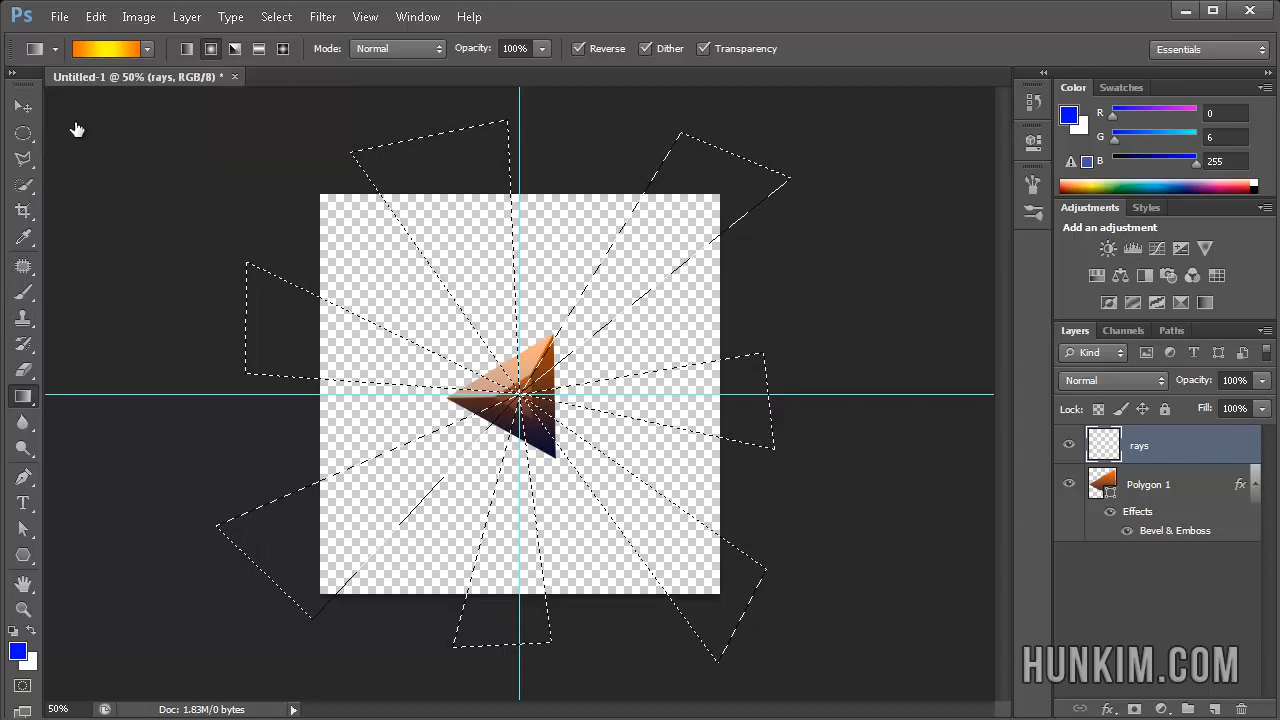 Ps File Edit Image Layer Type Select Filter View Window Help
Mode: Normal Opacity: 100% Reverse Dither Transparency Essentials
Untitled-1 @ 50% (rays, RGB/8) * ×
Color Swatches
R 0
G 6
B 255
Adjustments Styles
Add an adjustment
Layers Channels Paths
Kind
Normal Opacity: 100%
Lock: Fill: 100%
rays
Polygon 1 fx
Effects
Bevel & Emboss
T
HUNKIM.COM
50% Doc: 1.83M/0 bytes fx